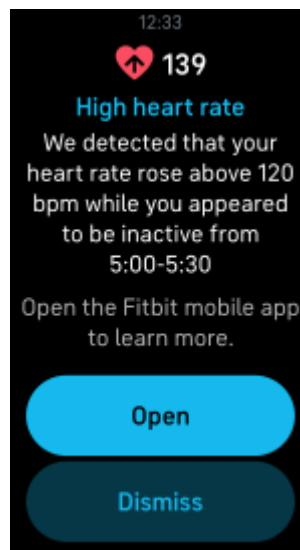 12:33
139
High heart rate
We detected that your
heart rate rose above 120
bpm while you appeared
to be inactive from
5:00-5:30
Open the Fitbit mobile app
to learn more.
Open
Dismiss